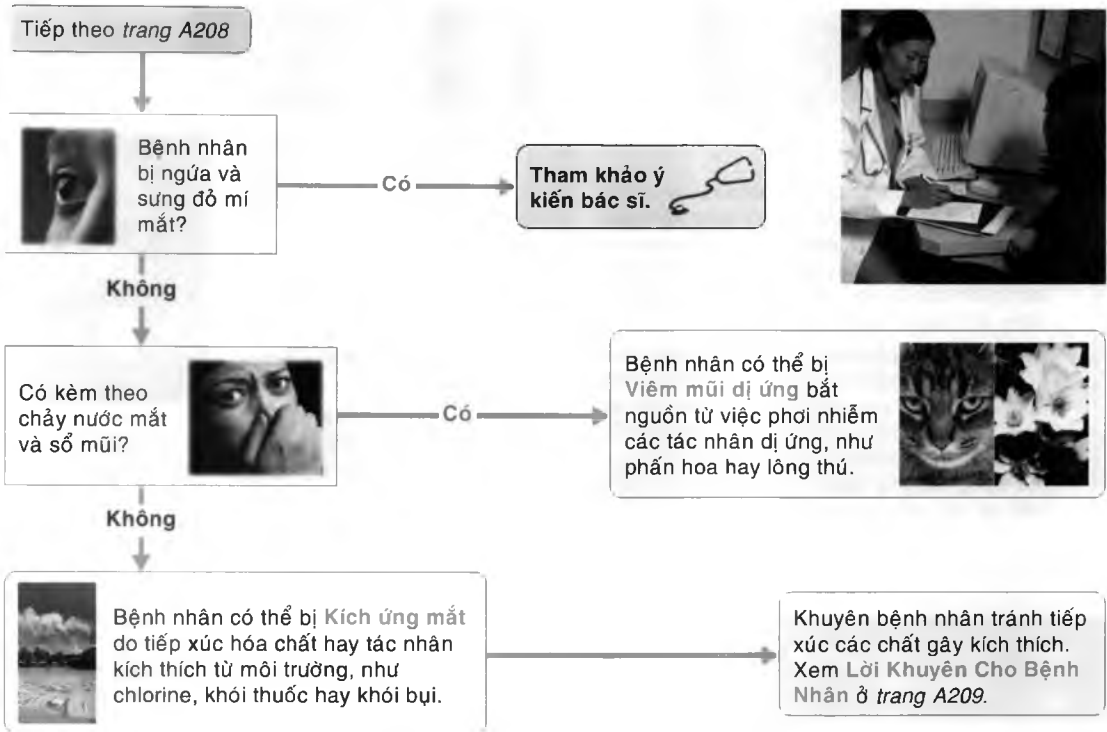 Tiếp theo trang A208
Bệnh nhân
bị ngứa và
sưng đỏ mí
mắt?
Có
Tham khảo ý
kiến bác sĩ.
Không
Có kèm theo
chảy nước mắt
và sổ mũi?
Có
Bệnh nhân có thể bị
Viêm mũi dị ứng bắt
nguồn từ việc phơi nhiễm
các tác nhân dị ứng, như
phấn hoa hay lông thú.
Không
Bệnh nhân có thể bị Kích ứng mắt
do tiếp xúc hóa chất hay tác nhân
kích thích từ môi trường, như
chlorine, khói thuốc hay khói bụi.
Khuyên bệnh nhân tránh tiếp
xúc các chất gây kích thích.
Xem Lời Khuyên Cho Bệnh
Nhân ở trang A209.